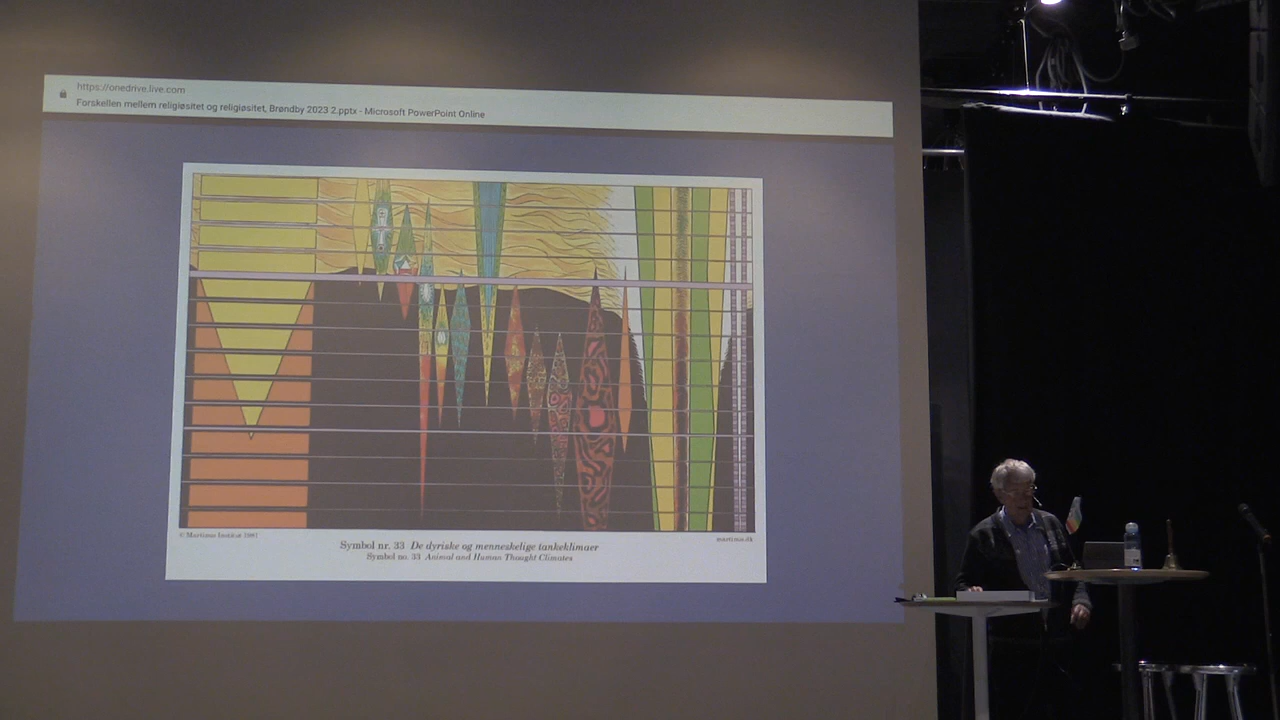 https://onedrive.live.com
Forskellen mellem religiøsitet og religiøsitet, Brøndby 2023 2.pptx - Microsoft PowerPoint Online
© Martinus Institut 1981
martinus.dk
Symbol nr. 33 De dyriske og menneskelige tankeklimaer
Symbol no. 33 Animal and Human Thought Climates